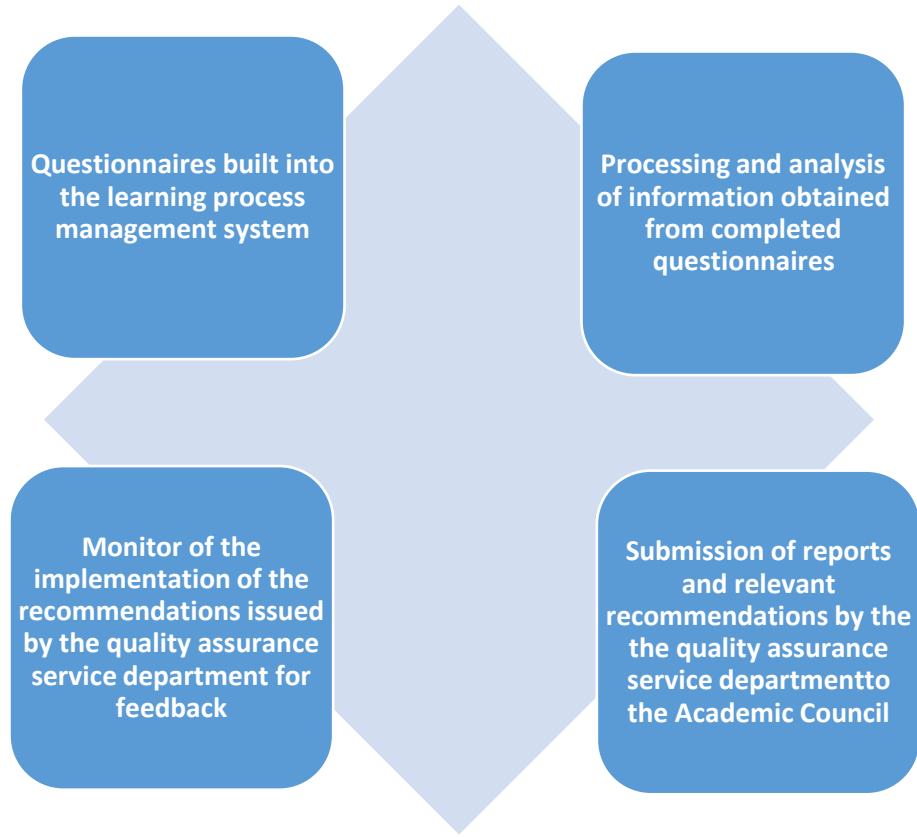 Questionnaires built into
the learning process
management system
Processing and analysis
of information obtained
from completed
questionnaires
Monitor of the
implementation of the
recommendations issued
by the quality assurance
service department for
feedback
Submission of reports
and relevant
recommendations by the
the quality assurance
service departmentto
the Academic Council